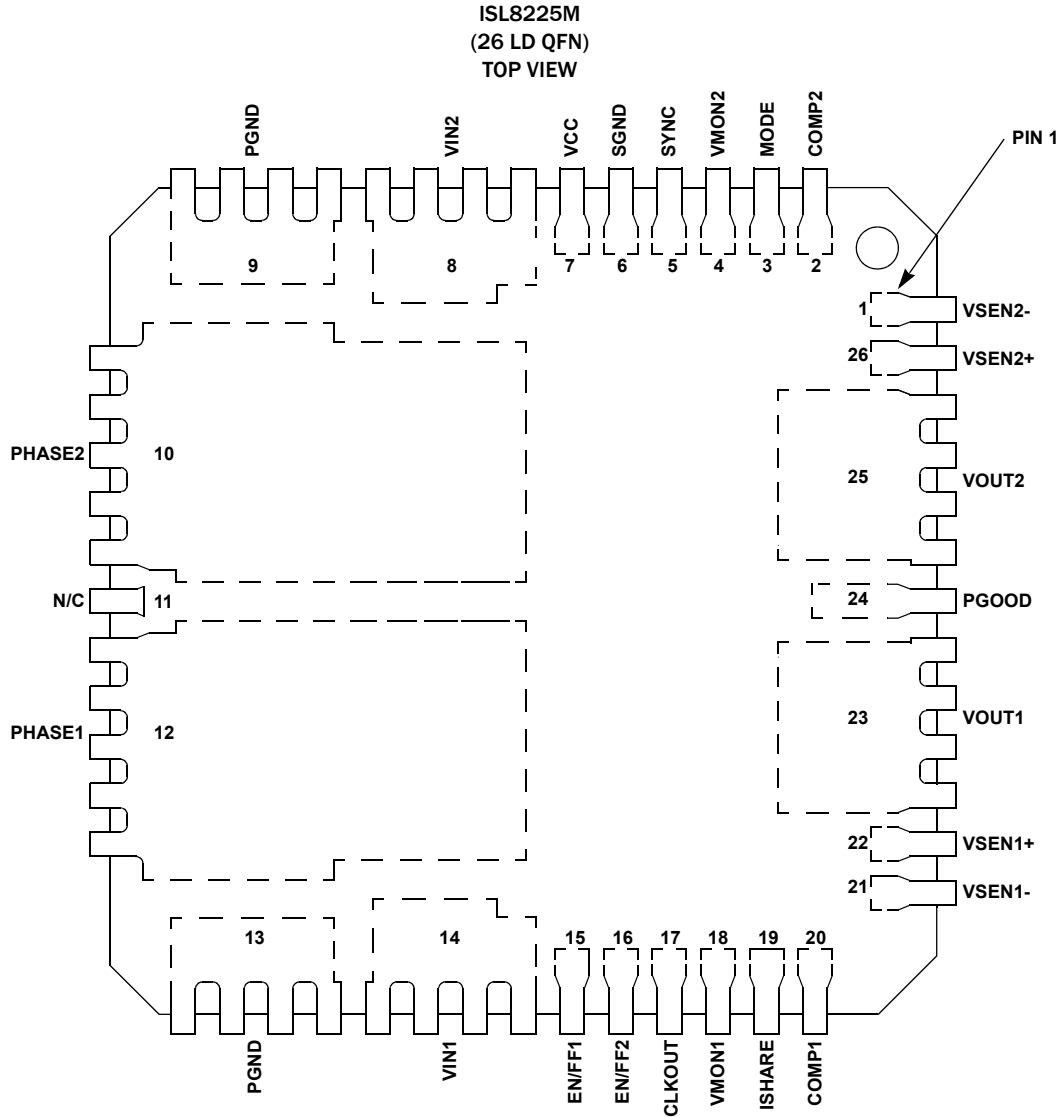 ISL8225M
(26 LD QFN)
TOP VIEW
PGND
VIN2
VCC
SGND
SYNC
VMON2
MODE
COMP2
PIN 1
9
8
7
6
5
4
3
2
1
VSEN2-
26
VSEN2+
PHASE2
10
25
VOUT2
N/C
11
24
PGOOD
PHASE1
12
23
VOUT1
22
VSEN1+
21
VSEN1-
13
14
15
16
17
18
19
20
PGND
VIN1
EN/FF1
EN/FF2
CLKOUT
VMON1
ISHARE
COMP1